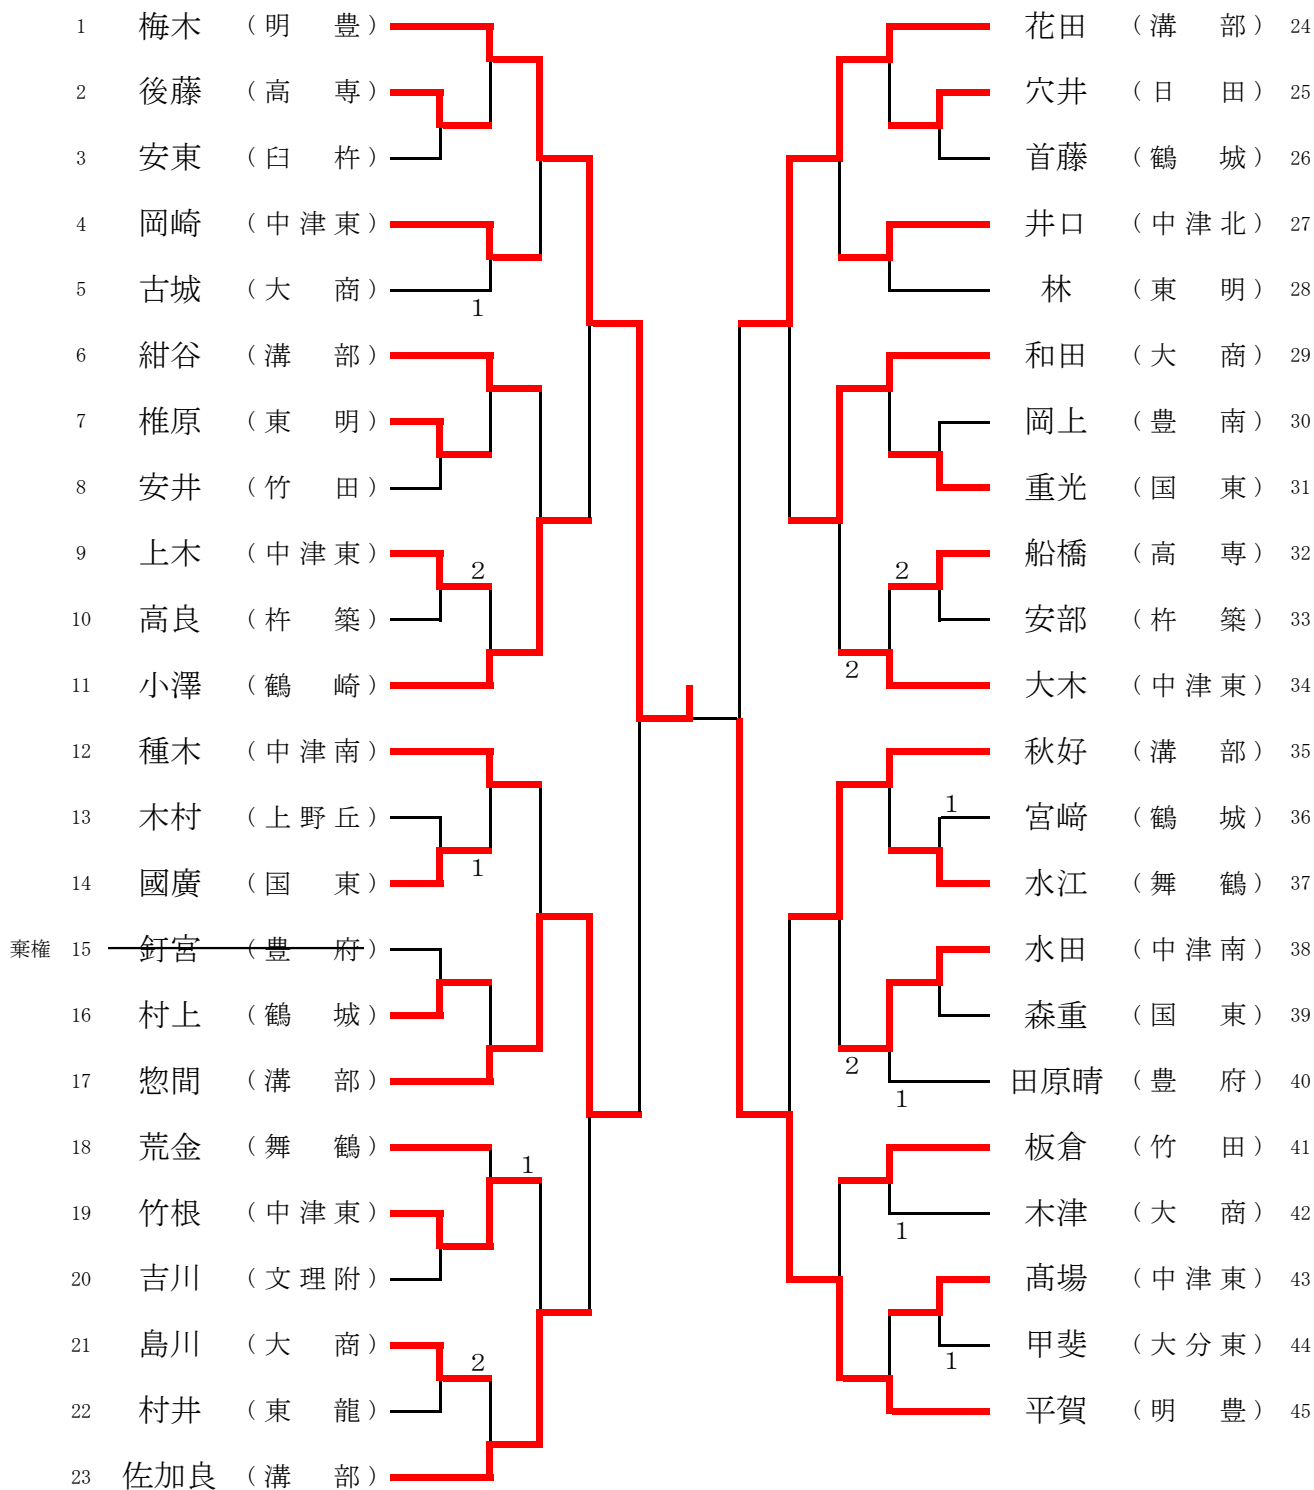 1 梅木 (明 豊)
2 後藤 (高 専)
3 安東 (臼 杵)
4 岡崎 (中津東)
5 古城 (大 商)
1
6 紺谷 (溝 部)
7 椎原 (東 明)
8 安井 (竹 田)
9 上木 (中津東)
2
10 高良 (杵 築)
11 小澤 (鶴 崎)
12 種木 (中津南)
13 木村 (上野丘)
1
14 國廣 (国 東)
棄権 15 釘宮 (豊 府)
16 村上 (鶴 城)
17 惣間 (溝 部)
18 荒金 (舞 鶴)
1
19 竹根 (中津東)
20 吉川 (文理附)
21 島川 (大 商)
2
22 村井 (東 龍)
23 佐加良 (溝 部)
花田 (溝 部) 24
穴井 (日 田) 25
首藤 (鶴 城) 26
井口 (中津北) 27
林 (東 明) 28
和田 (大 商) 29
岡上 (豊 南) 30
重光 (国 東) 31
船橋 (高 専) 32
2
安部 (杵 築) 33
2
大木 (中津東) 34
秋好 (溝 部) 35
1
宮﨑 (鶴 城) 36
水江 (舞 鶴) 37
水田 (中津南) 38
森重 (国 東) 39
2
田原晴 (豊 府) 40
1
板倉 (竹 田) 41
木津 (大 商) 42
1
髙場 (中津東) 43
甲斐 (大分東) 44
1
平賀 (明 豊) 45